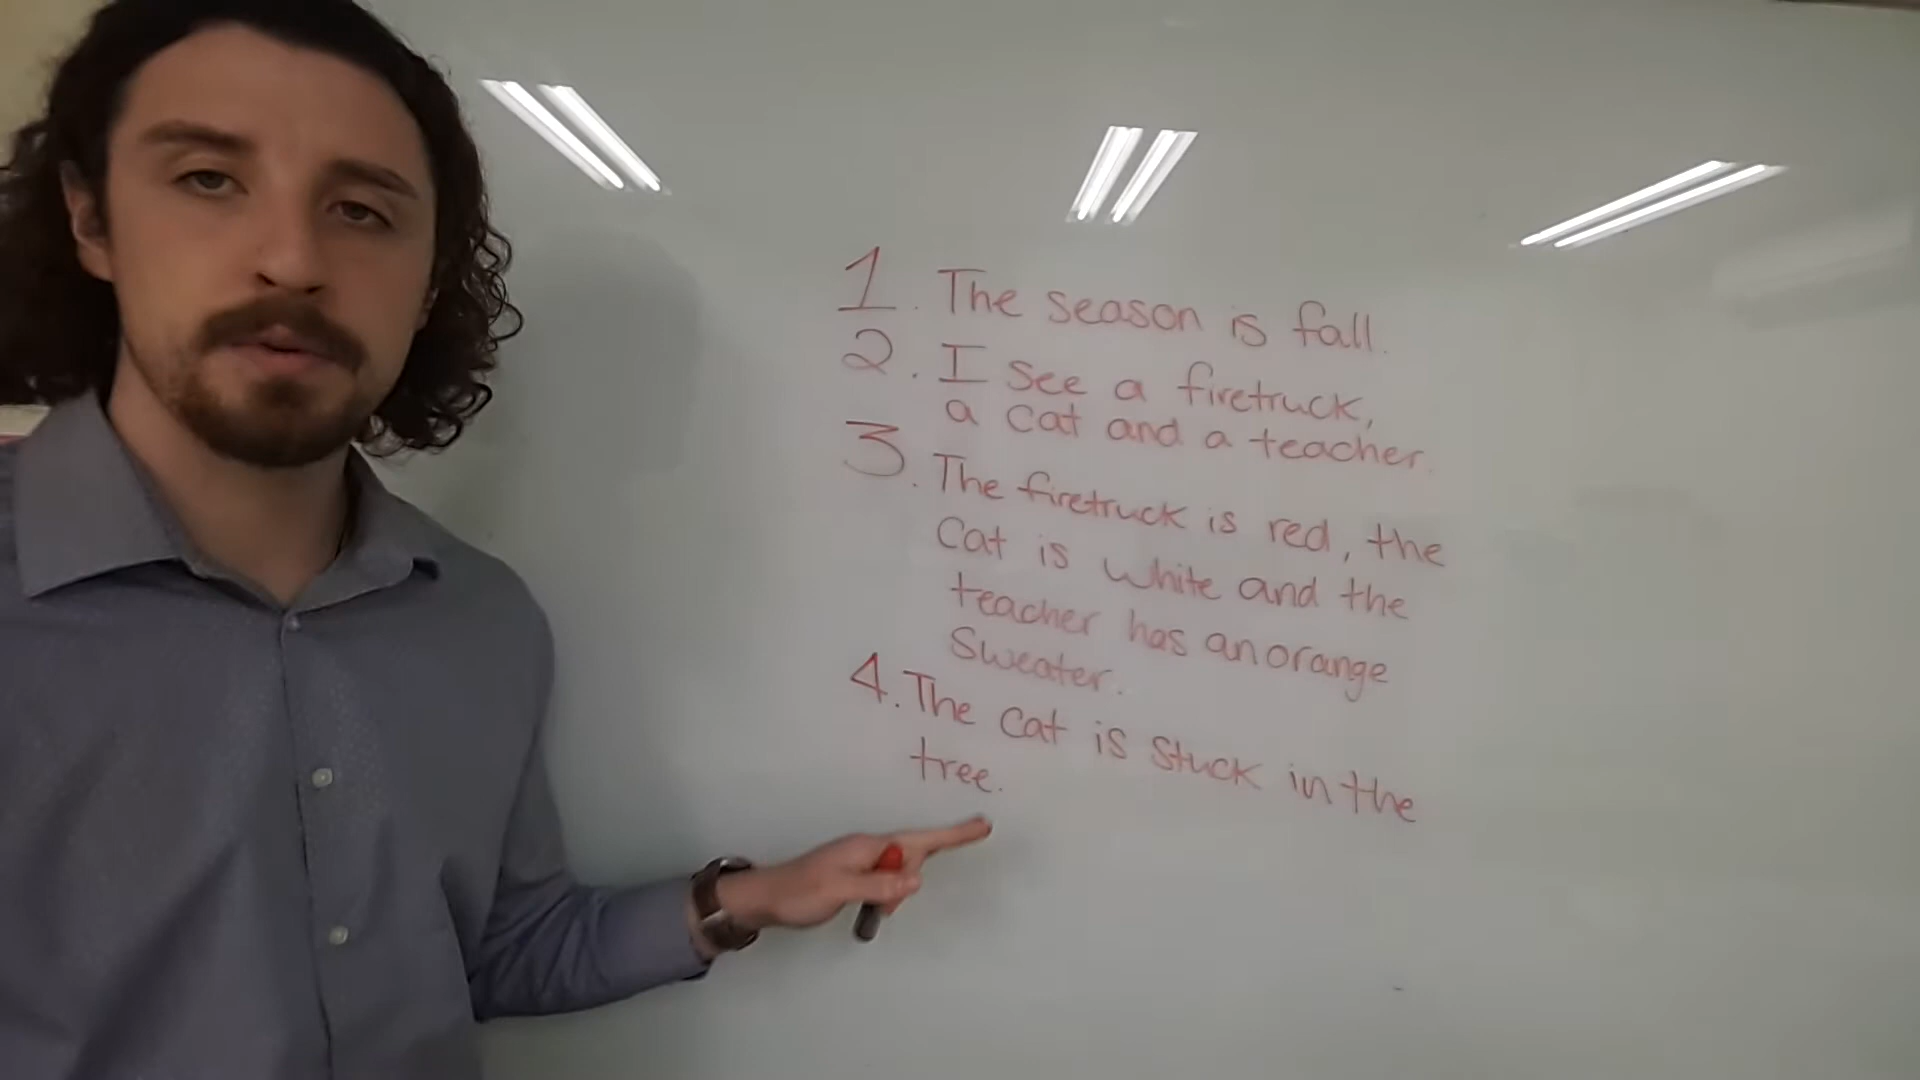 1. The season is fall.
2. I see a firetruck,
a cat and a teacher.
3. The firetruck is red, the
cat is white and the
teacher has an orange
sweater.
4. The cat is stuck in the
tree.